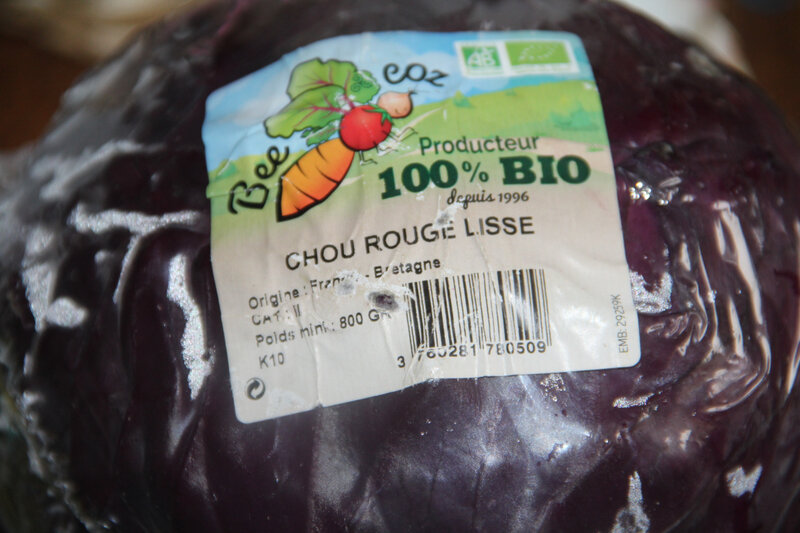 Bee Coz
AB
Producteur
100% BIO
depuis 1996
CHOU ROUGE LISSE
Origine : France - Bretagne
CAT : II
Poids mini : 800 GR
K10
3 760281 780509
EMB: 29259K